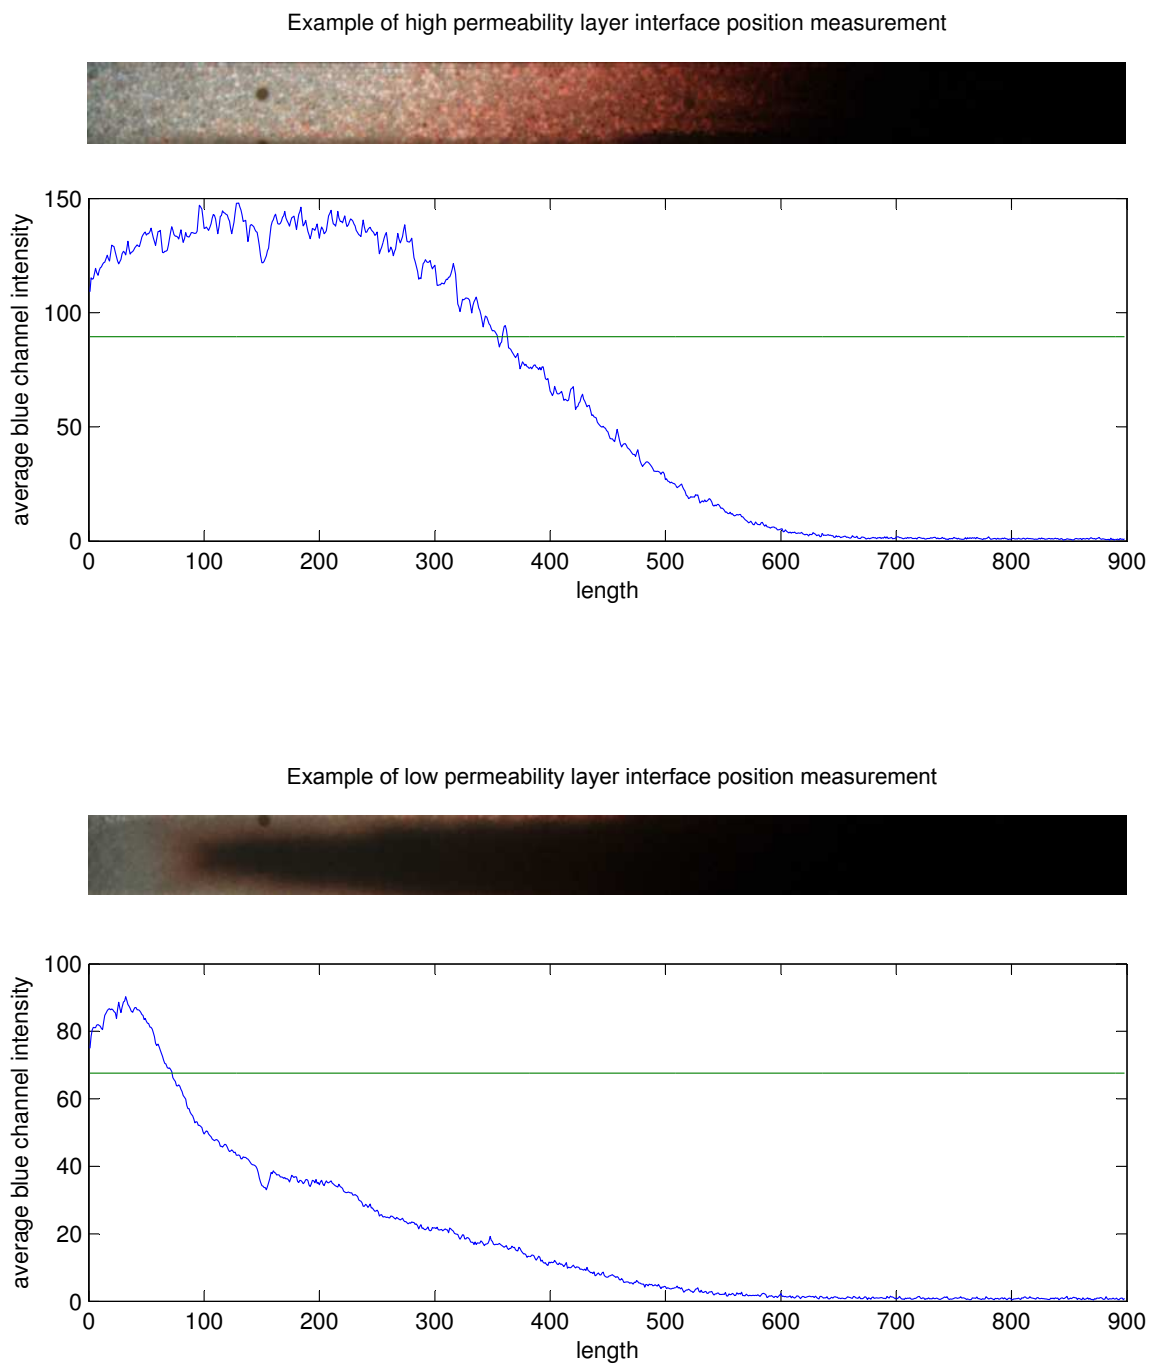 Example of high permeability layer interface position measurement
150
100
50
0
average blue channel intensity
0 100 200 300 400 500 600 700 800 900
length
Example of low permeability layer interface position measurement
100
80
60
40
20
0
average blue channel intensity
0 100 200 300 400 500 600 700 800 900
length